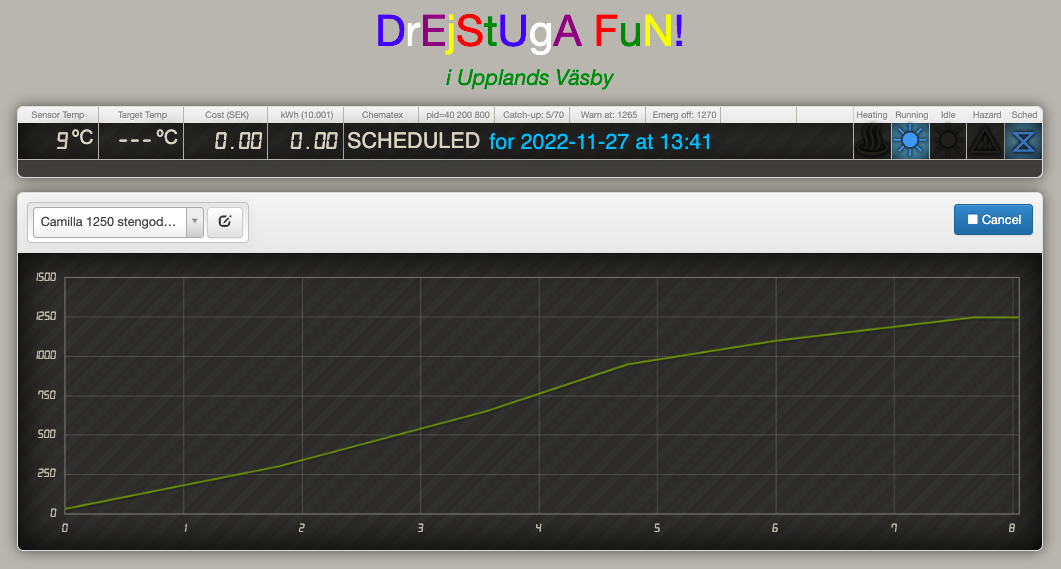 DrEjStUgA FuN!
i Upplands Väsby
Sensor Temp Target Temp Cost (SEK) kWh (10.001) Chematex pid=40 200 800 Catch-up: 5/70 Warn at: 1265 Emerg off: 1270 Heating Running Idle Hazard Sched
9°C ---°C 0.00 0.00 SCHEDULED for 2022-11-27 at 13:41
Camilla 1250 stengod... Cancel
1500
1250
1000
750
500
250
0
0 1 2 3 4 5 6 7 8